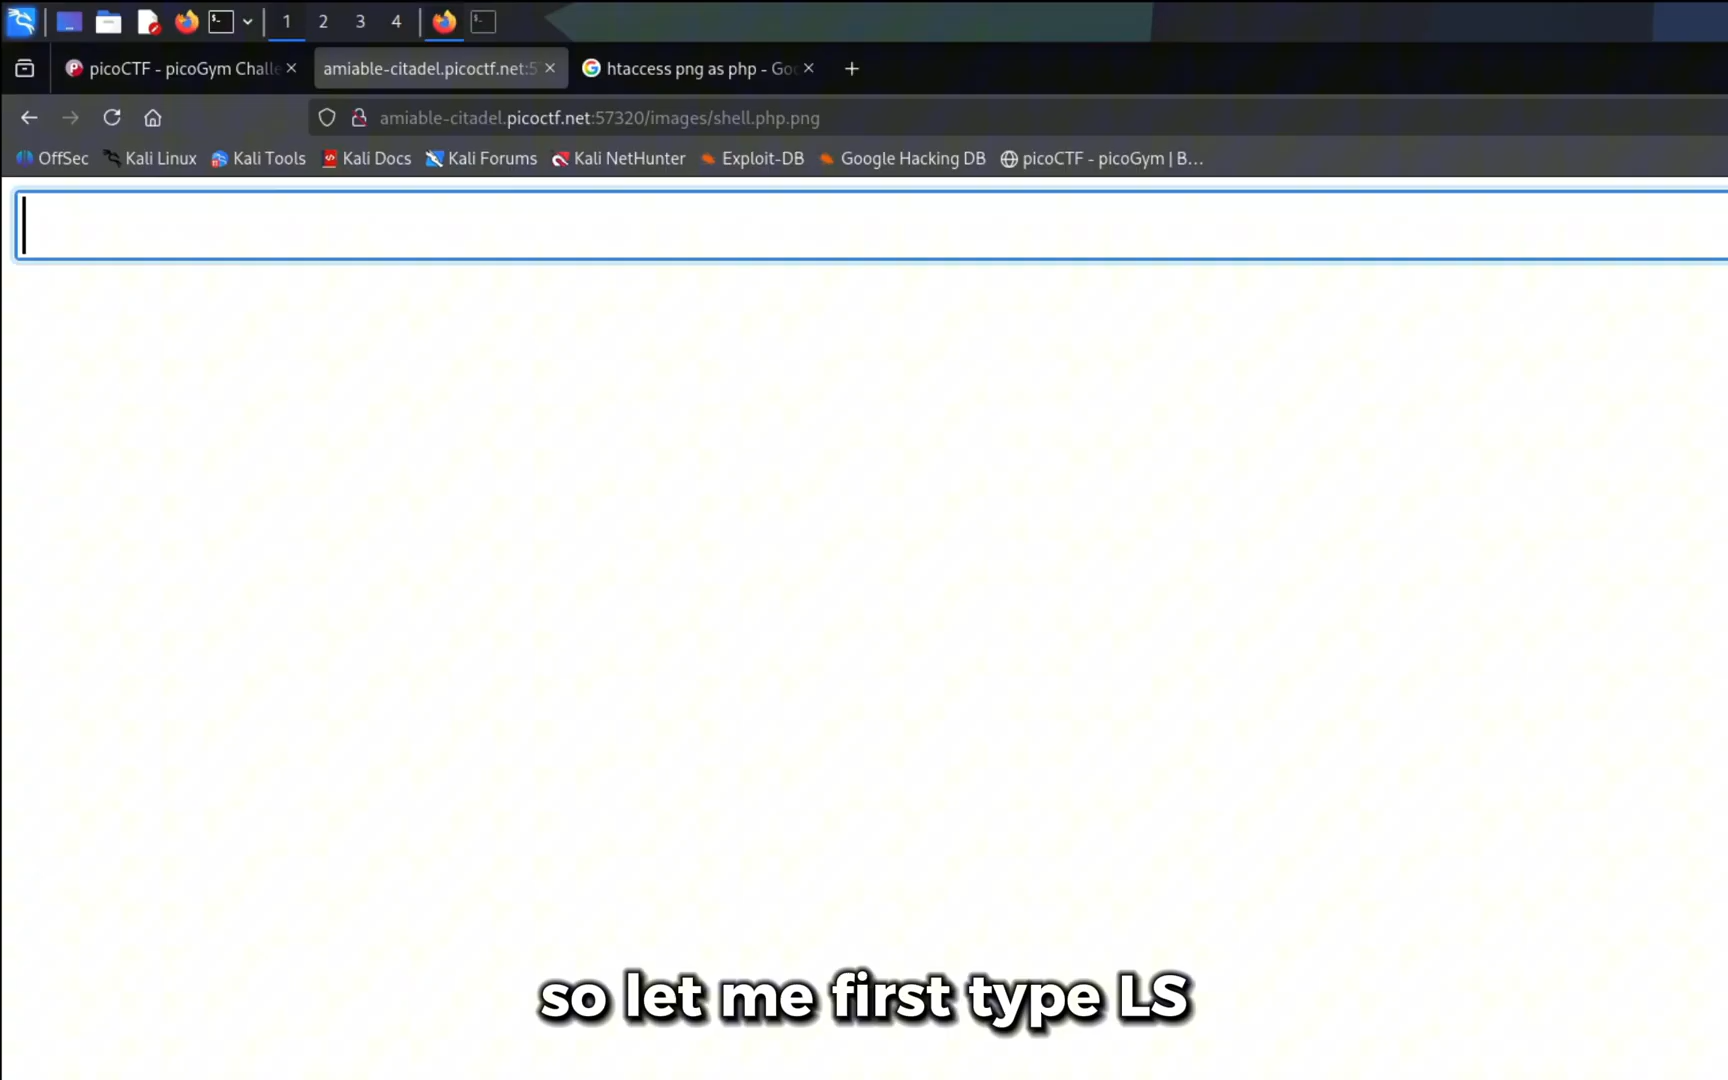 1 2 3 4
picoCTF - picoGym Challe
amiable-citadel.picoctf.net:5
htaccess png as php - Goo
amiable-citadel.picoctf.net:57320/images/shell.php.png
OffSec Kali Linux Kali Tools Kali Docs Kali Forums Kali NetHunter Exploit-DB Google Hacking DB picoCTF - picoGym | B...
so let me first type LS